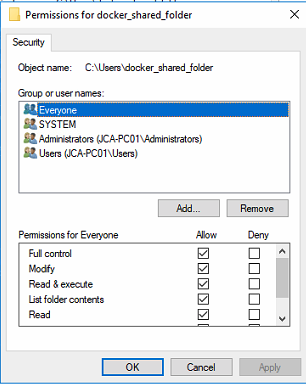 Permissions for docker_shared_folder
Security
Object name: C:\Users\docker_shared_folder
Group or user names:
Everyone
SYSTEM
Administrators (JCA-PC01\Administrators)
Users (JCA-PC01\Users)
Add... Remove
Permissions for Everyone Allow Deny
Full control
Modify
Read & execute
List folder contents
Read
OK Cancel Apply